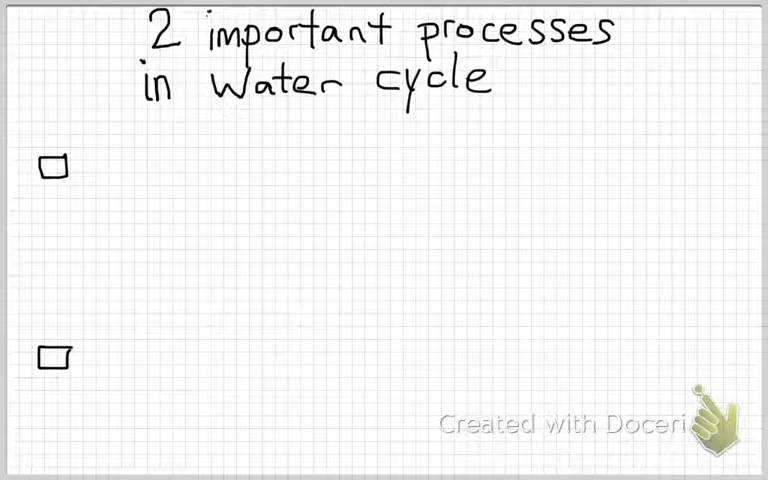 2 important processes
in Water cycle
Created with Doceri